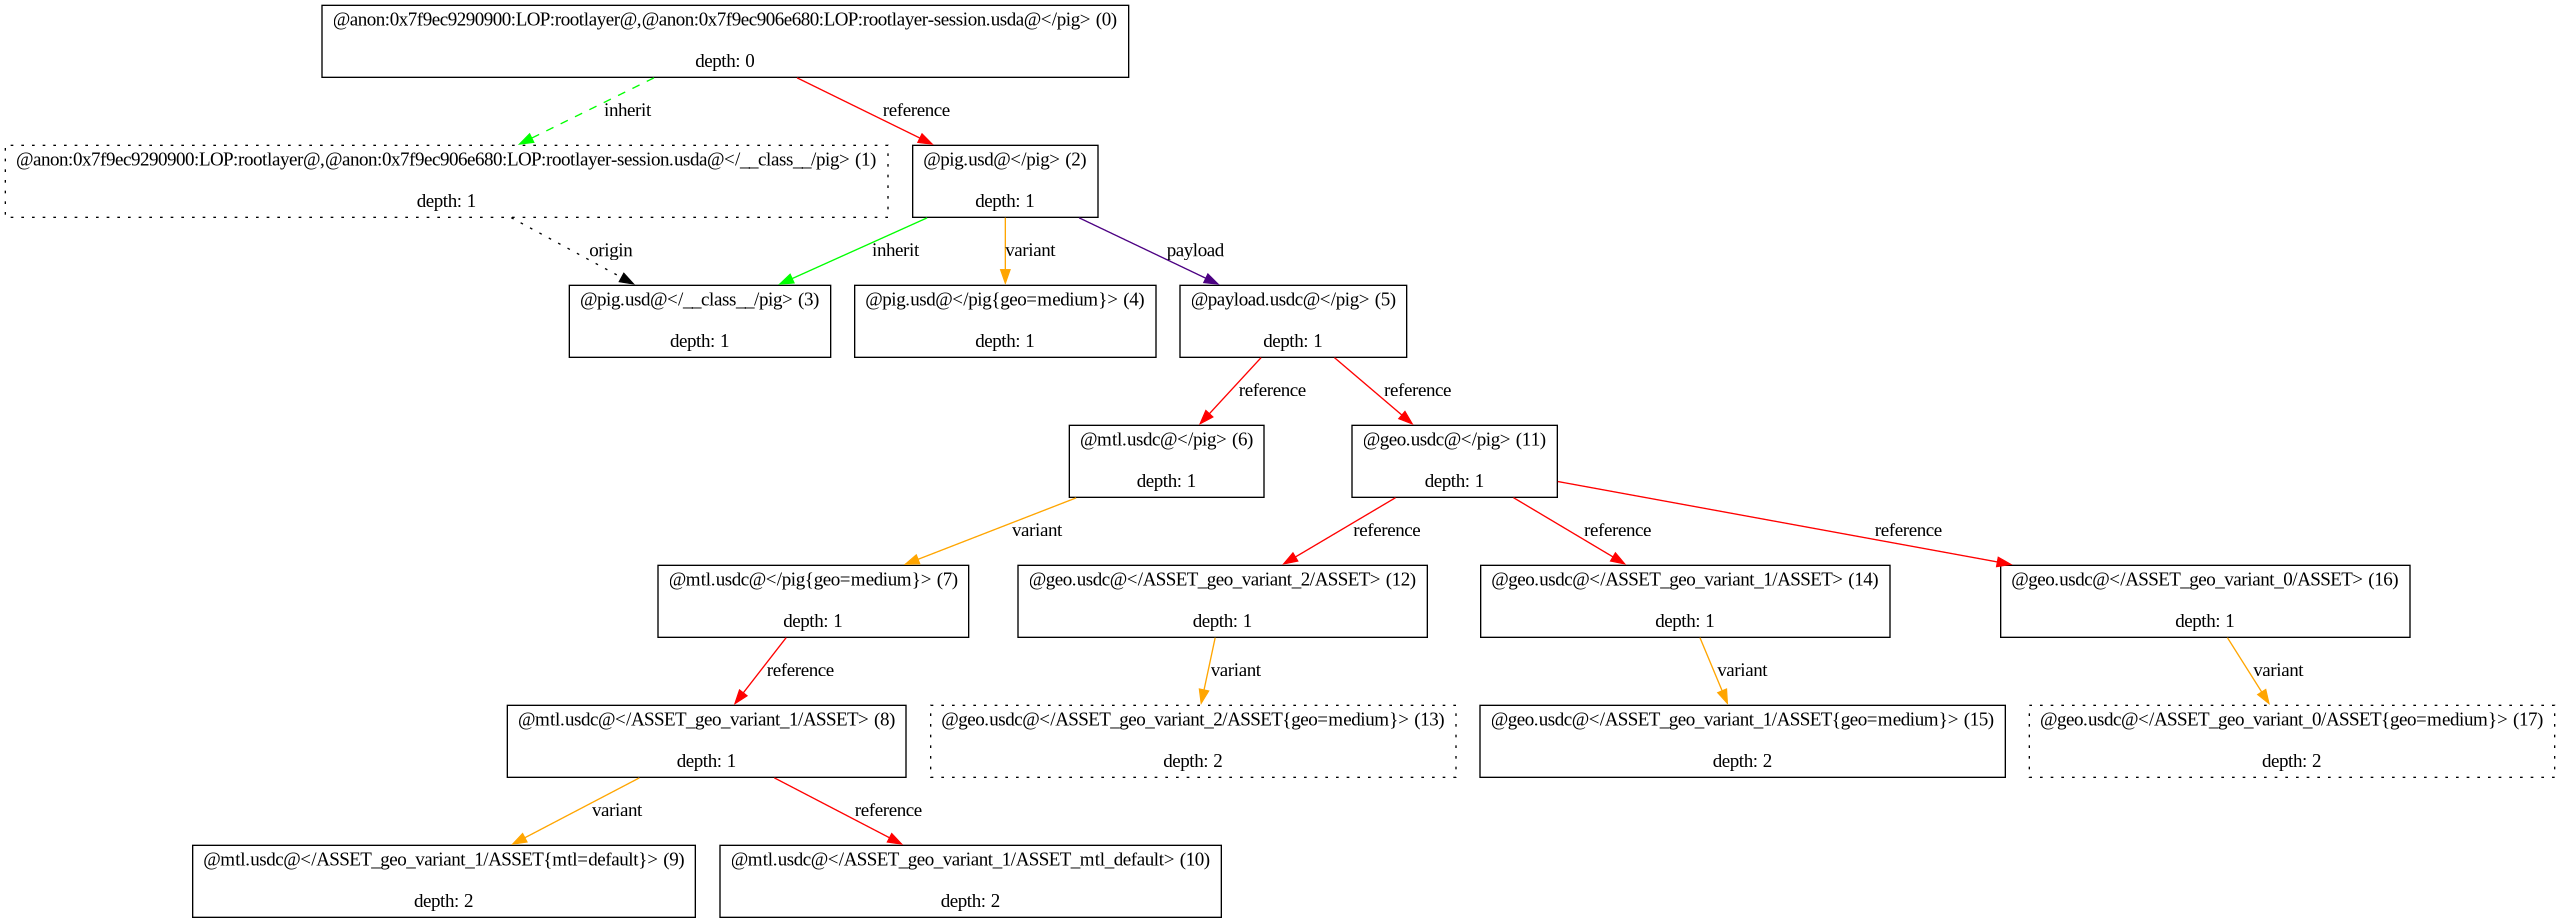 @anon:0x7f9ec9290900:LOP:rootlayer@,@anon:0x7f9ec906e680:LOP:rootlayer-session.usda@</pig> (0)
depth: 0
inherit
reference
@anon:0x7f9ec9290900:LOP:rootlayer@,@anon:0x7f9ec906e680:LOP:rootlayer-session.usda@</__class__/pig> (1)
depth: 1
@pig.usd@</pig> (2)
depth: 1
origin
inherit
variant
payload
@pig.usd@</__class__/pig> (3)
depth: 1
@pig.usd@</pig{geo=medium}> (4)
depth: 1
@payload.usdc@</pig> (5)
depth: 1
reference
reference
@mtl.usdc@</pig> (6)
depth: 1
@geo.usdc@</pig> (11)
depth: 1
variant
reference
reference
reference
@mtl.usdc@</pig{geo=medium}> (7)
depth: 1
@geo.usdc@</ASSET_geo_variant_2/ASSET> (12)
depth: 1
@geo.usdc@</ASSET_geo_variant_1/ASSET> (14)
depth: 1
@geo.usdc@</ASSET_geo_variant_0/ASSET> (16)
depth: 1
reference
variant
variant
variant
@mtl.usdc@</ASSET_geo_variant_1/ASSET> (8)
depth: 1
@geo.usdc@</ASSET_geo_variant_2/ASSET{geo=medium}> (13)
depth: 2
@geo.usdc@</ASSET_geo_variant_1/ASSET{geo=medium}> (15)
depth: 2
@geo.usdc@</ASSET_geo_variant_0/ASSET{geo=medium}> (17)
depth: 2
variant
reference
@mtl.usdc@</ASSET_geo_variant_1/ASSET{mtl=default}> (9)
depth: 2
@mtl.usdc@</ASSET_geo_variant_1/ASSET_mtl_default> (10)
depth: 2